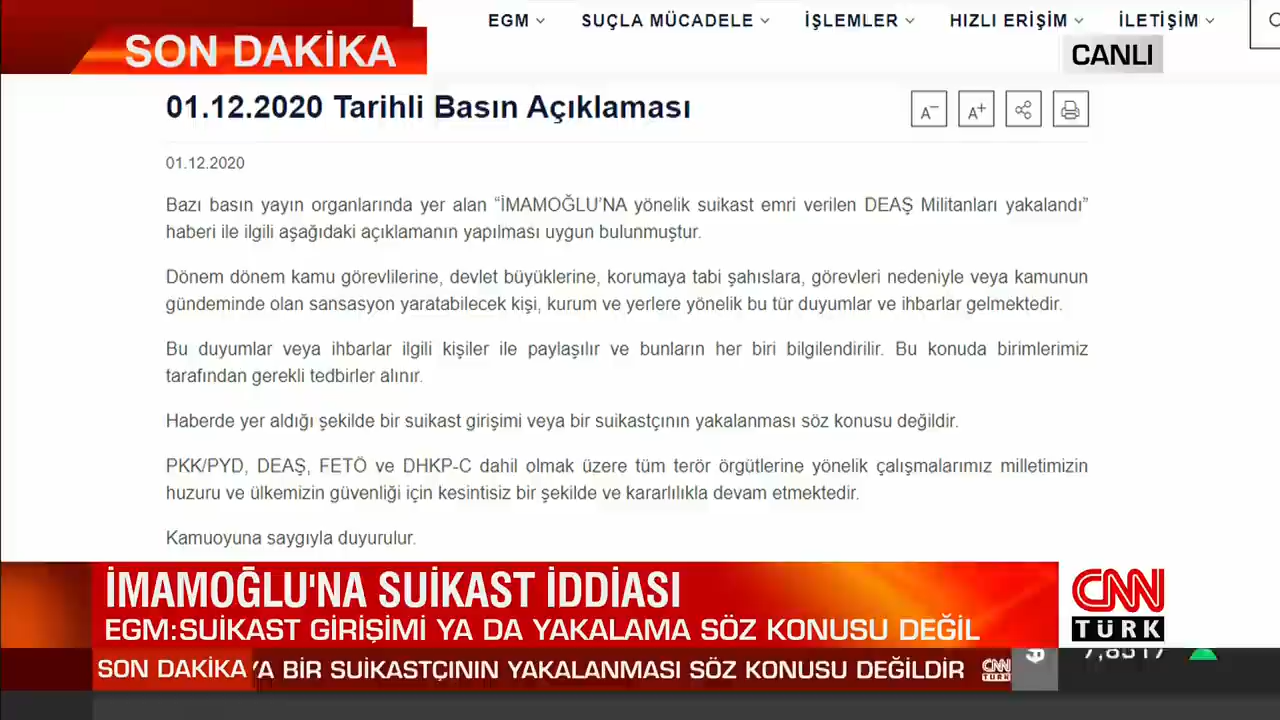 EGM SUÇLA MÜCADELE İŞLEMLER HIZLI ERİŞİM İLETİŞİM
SON DAKİKA
CANLI
01.12.2020 Tarihli Basın Açıklaması
A− A+
01.12.2020
Bazı basın yayın organlarında yer alan “İMAMOĞLU’NA yönelik suikast emri verilen DEAŞ Militanları yakalandı”
haberi ile ilgili aşağıdaki açıklamanın yapılması uygun bulunmuştur.
Dönem dönem kamu görevlilerine, devlet büyüklerine, korumaya tabi şahıslara, görevleri nedeniyle veya kamunun
gündeminde olan sansasyon yaratabilecek kişi, kurum ve yerlere yönelik bu tür duyumlar ve ihbarlar gelmektedir.
Bu duyumlar veya ihbarlar ilgili kişiler ile paylaşılır ve bunların her biri bilgilendirilir. Bu konuda birimlerimiz
tarafından gerekli tedbirler alınır.
Haberde yer aldığı şekilde bir suikast girişimi veya bir suikastçının yakalanması söz konusu değildir.
PKK/PYD, DEAŞ, FETÖ ve DHKP-C dahil olmak üzere tüm terör örgütlerine yönelik çalışmalarımız milletimizin
huzuru ve ülkemizin güvenliği için kesintisiz bir şekilde ve kararlılıkla devam etmektedir.
Kamuoyuna saygıyla duyurulur.
İMAMOĞLU'NA SUİKAST İDDİASI
EGM:SUİKAST GİRİŞİMİ YA DA YAKALAMA SÖZ KONUSU DEĞİL
CNN
TÜRK
SON DAKİKA YA BİR SUİKASTÇININ YAKALANMASI SÖZ KONUSU DEĞİLDİR CNN TÜRK $